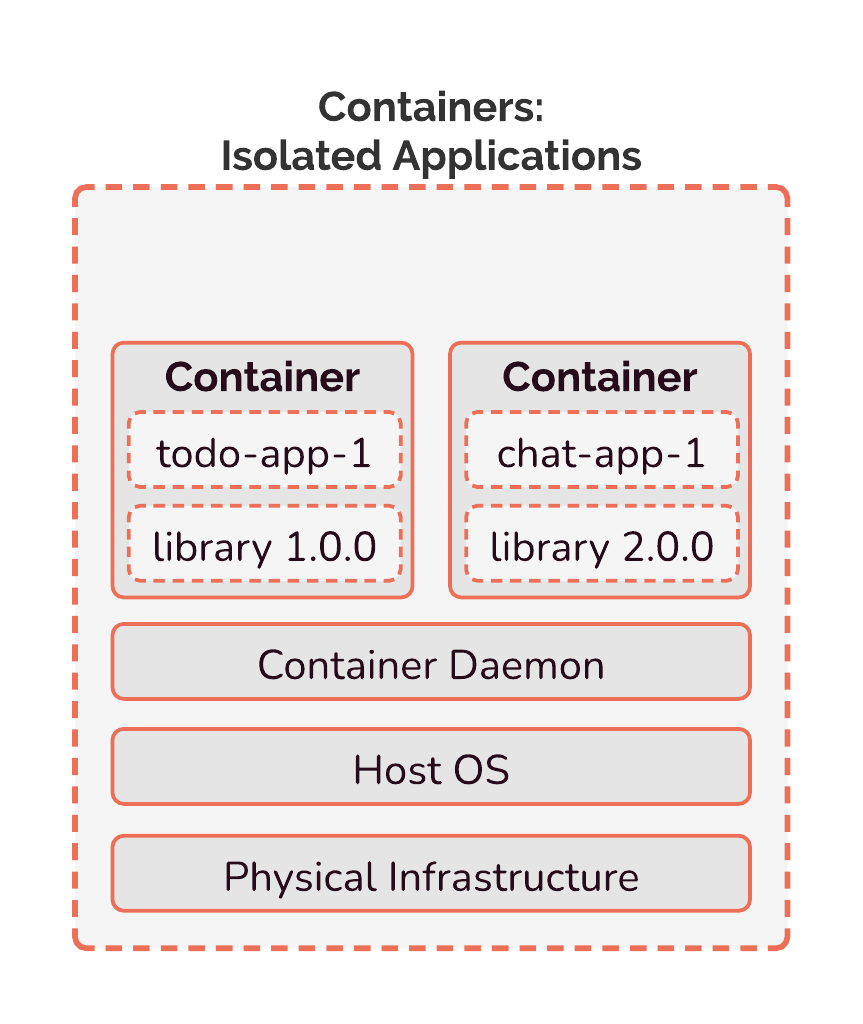 Containers:
Isolated Applications
Container
todo-app-1
library 1.0.0
Container
chat-app-1
library 2.0.0
Container Daemon
Host OS
Physical Infrastructure